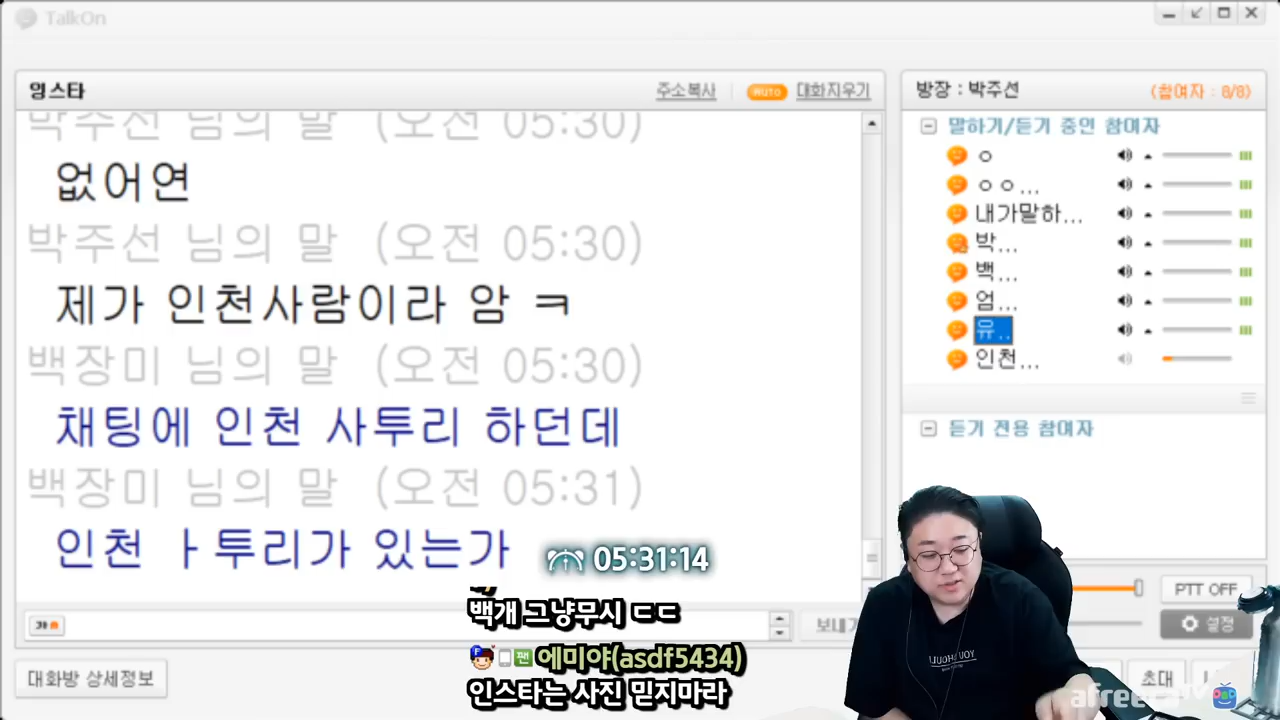 TalkOn
잉스타
주소복사
AUTO
대화지우기
박주선 님의 말 (오전 05:30)
없어연
박주선 님의 말 (오전 05:30)
제가 인천사람이라 암 ㅋ
백장미 님의 말 (오전 05:30)
채팅에 인천 사투리 하던데
백장미 님의 말 (오전 05:31)
인천 ㅏ투리가 있는가
05:31:14
백개 그냥무시 ㄷㄷ
F 팬 에미야(asdf5434)
인스타는 사진 믿지마라
보내기
대화방 상세정보
방장 : 박주선
(참여자 : 8/8)
말하기/듣기 중인 참여자
ㅇ
ㅇㅇ...
내가말하...
박...
백...
엄...
유..
인천...
듣기 전용 참여자
PTT OFF
설정
초대
afreecaTV